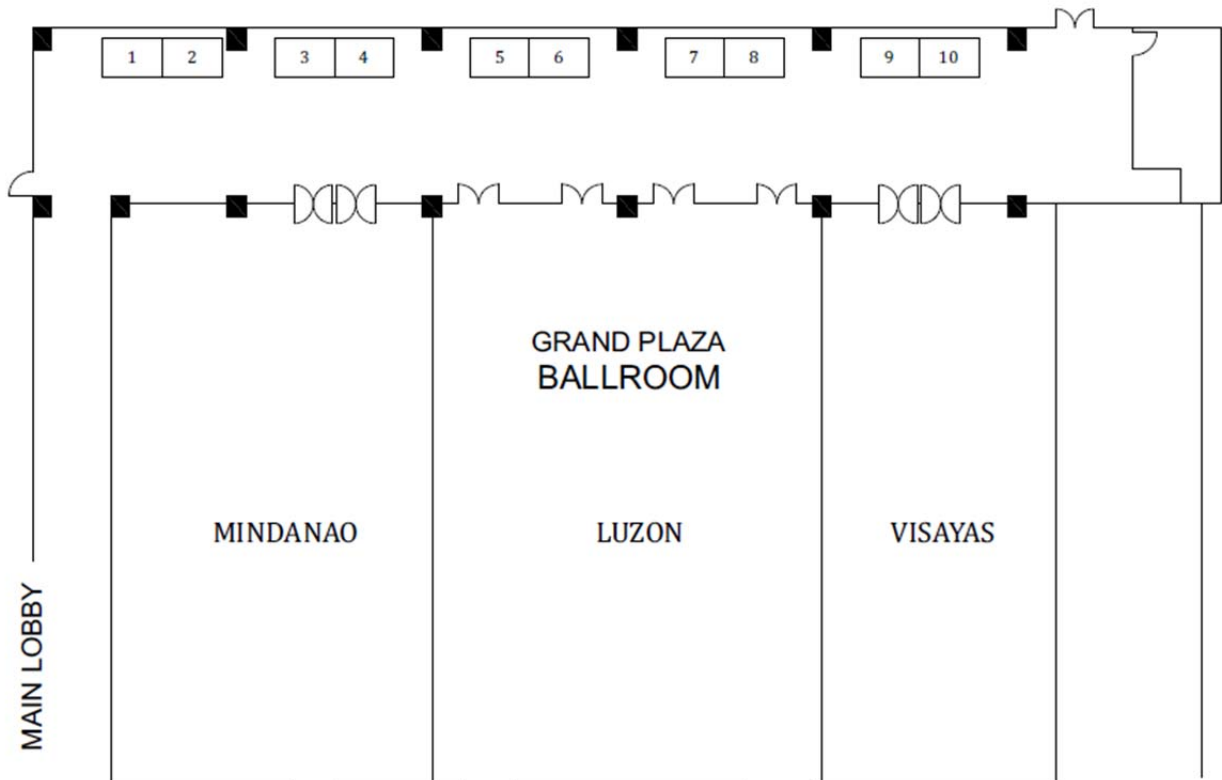 1 2 3 4 5 6 7 8 9 10
GRAND PLAZA
BALLROOM
MINDANAO LUZON VISAYAS
MAIN LOBBY